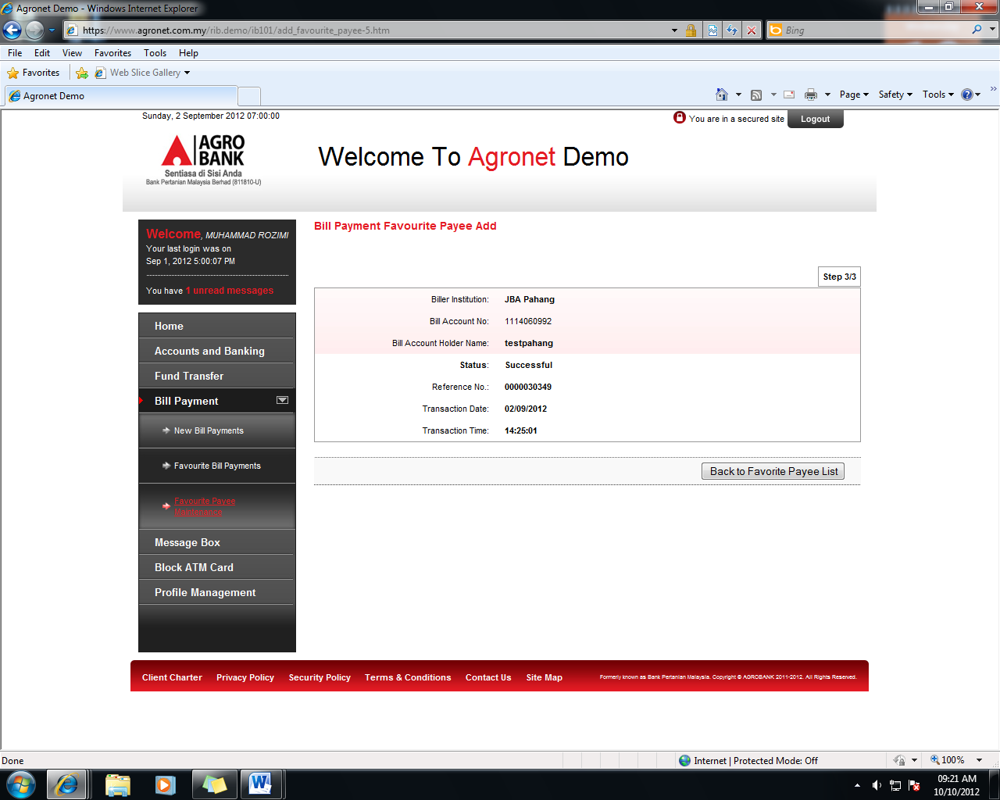 Agronet Demo - Windows Internet Explorer
https://www.agronet.com.my/rib.demo/ib101/add_favourite_payee-5.htm
Bing
File Edit View Favorites Tools Help
Favorites Web Slice Gallery
Agronet Demo
Page Safety Tools
Sunday, 2 September 2012 07:00:00
You are in a secured site Logout
AGRO
BANK
Sentiasa di Sisi Anda
Bank Pertanian Malaysia Berhad (811810-U)
Welcome To Agronet Demo
Welcome, MUHAMMAD ROZIMI
Your last login was on
Sep 1, 2012 5:00:07 PM
You have 1 unread messages
Home
Accounts and Banking
Fund Transfer
Bill Payment
New Bill Payments
Favourite Bill Payments
Favourite Payee
Maintenance
Message Box
Block ATM Card
Profile Management
Bill Payment Favourite Payee Add
Step 3/3
Biller Institution: JBA Pahang
Bill Account No: 1114060992
Bill Account Holder Name: testpahang
Status: Successful
Reference No.: 0000030349
Transaction Date: 02/09/2012
Transaction Time: 14:25:01
Back to Favorite Payee List
Client Charter Privacy Policy Security Policy Terms & Conditions Contact Us Site Map Formerly known as Bank Pertanian Malaysia. Copyright © AGROBANK 2011-2012. All Rights Reserved.
Done Internet | Protected Mode: Off 100%
09:21 AM
10/10/2012